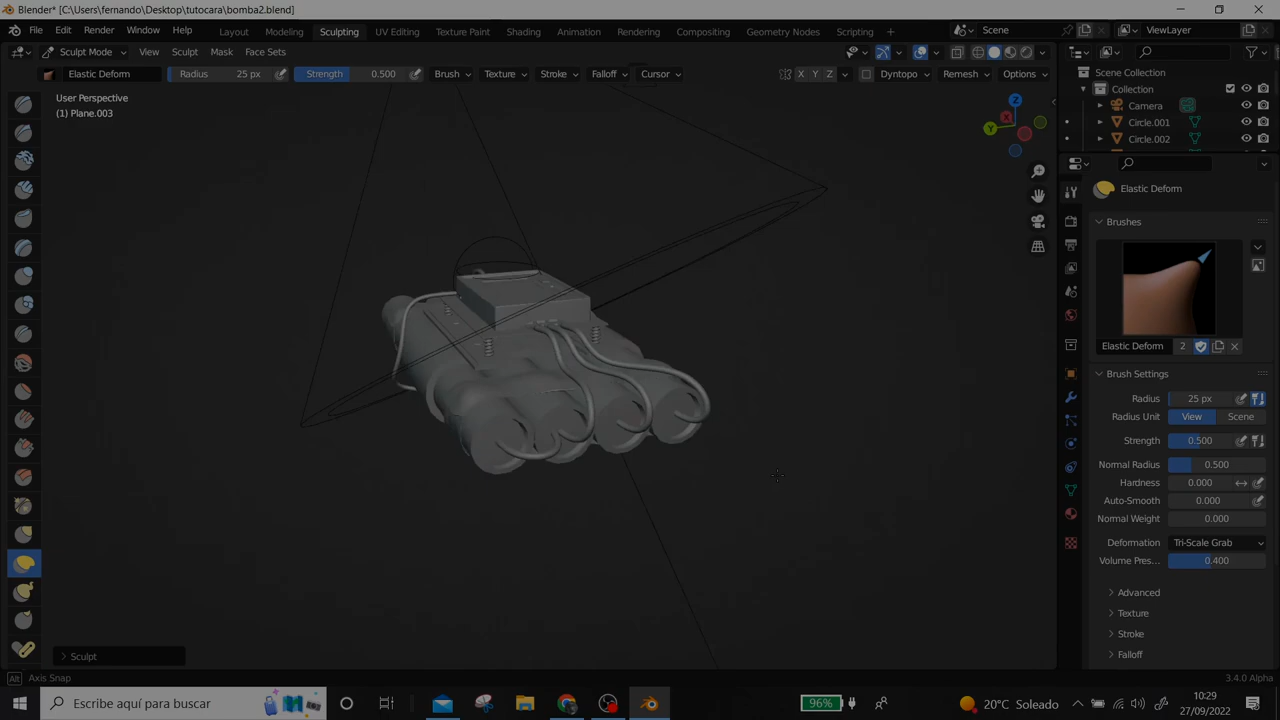 Blender* [C:\Users\fernando\Desktop\tutocara\bomba2.blend]
File Edit Render Window Help Layout Modeling Sculpting UV Editing Texture Paint Shading Animation Rendering Compositing Geometry Nodes Scripting Scene ViewLayer
Sculpt Mode View Sculpt Mask Face Sets
Elastic Deform Radius 25 px Strength 0.500 Brush Texture Stroke Falloff Cursor X Y Z Dyntopo Remesh Options
User Perspective
(1) Plane.003
Z
X
Y
Scene Collection
Collection
Camera
Circle.001
Circle.002
Elastic Deform
Brushes
Elastic Deform 2
Brush Settings
Radius 25 px
Radius Unit View Scene
Strength 0.500
Normal Radius 0.500
Hardness 0.000
Auto-Smooth 0.000
Normal Weight 0.000
Deformation Tri-Scale Grab
Volume Pres... 0.400
Advanced
Texture
Stroke
Falloff
Sculpt
Alt Axis Snap
3.4.0 Alpha
Escribe aquí para buscar
96%
20°C Soleado
10:29
27/09/2022